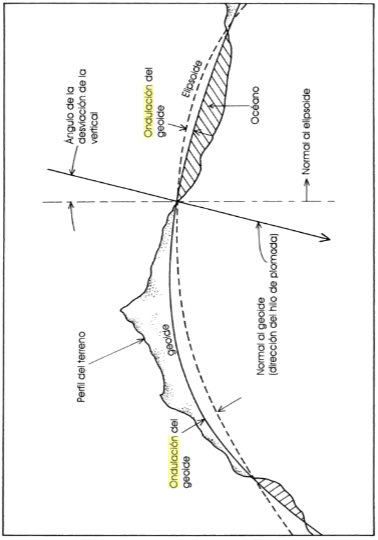 Ángulo de la
desvación de la
vertical
Ondulación del
geoide
Elipsoide
Océano
Normal al elipsoide
Perfil del terreno
geoide
Normal al geoide
(dirección del hilo de plomada)
Ondulación del
geoide